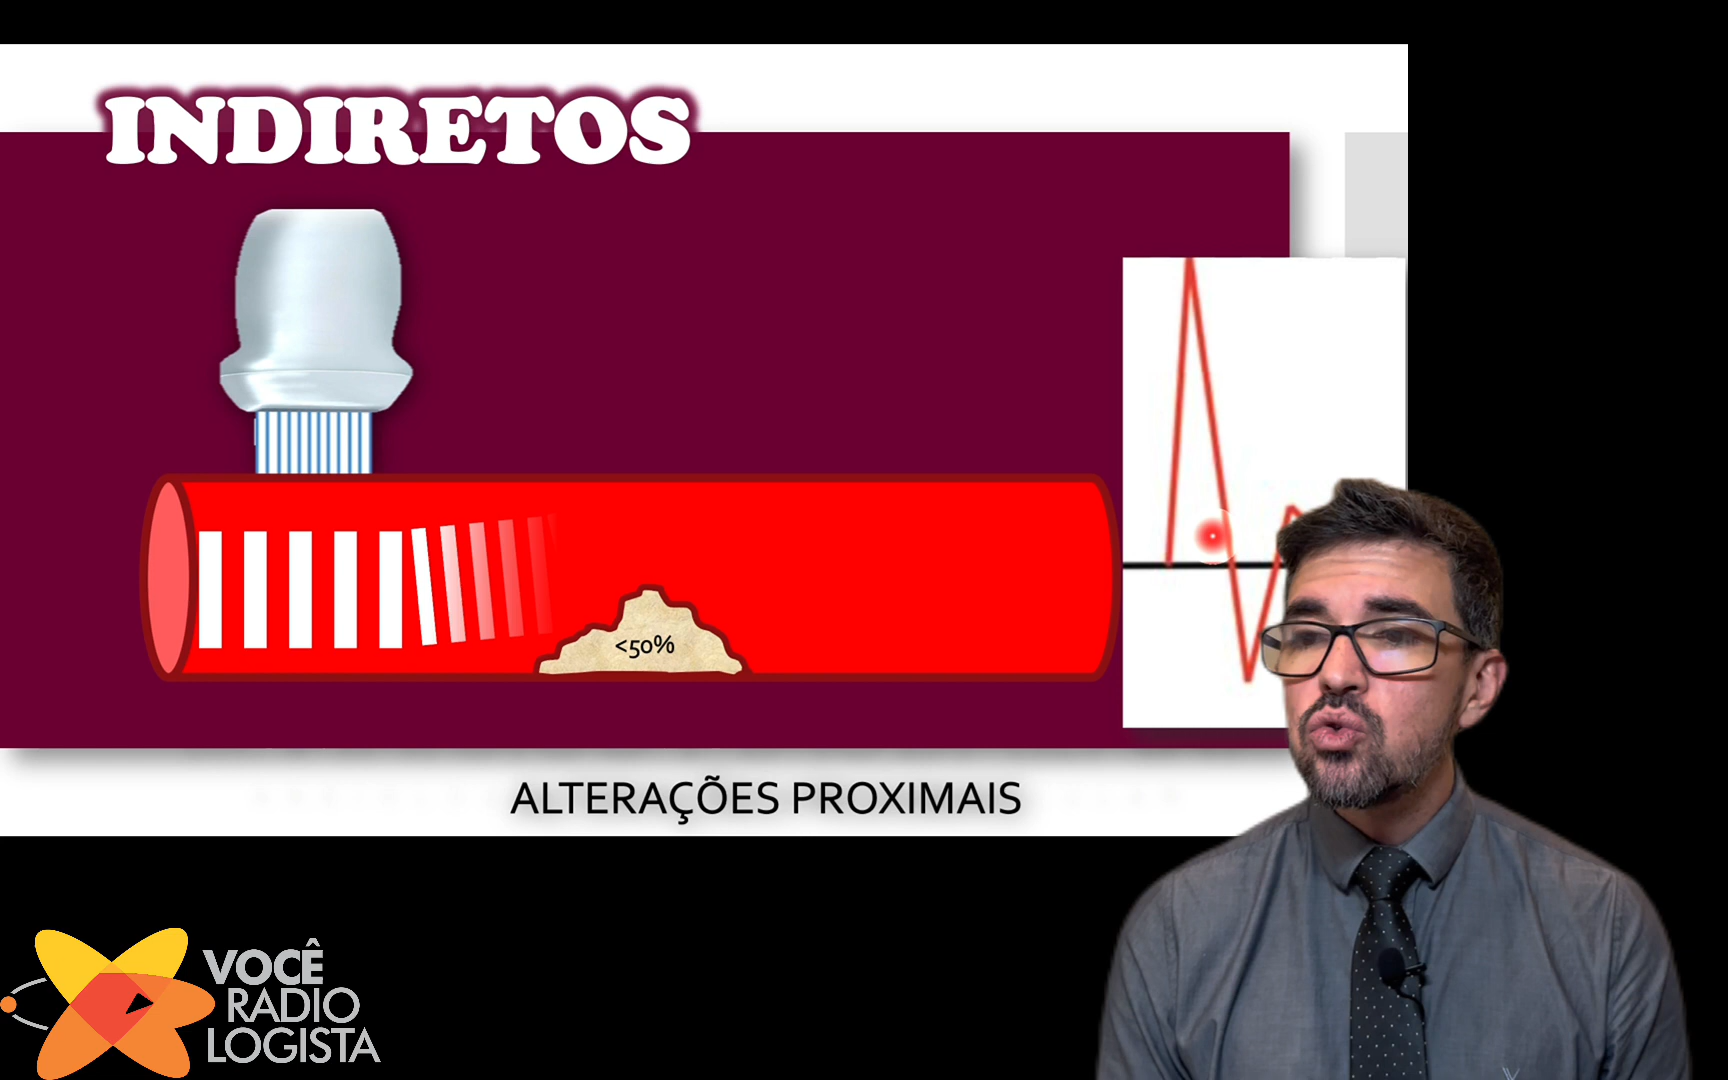 INDIRETOS
<50%
ALTERAÇÕES PROXIMAIS
VOCÊ
RADIO
LOGISTA